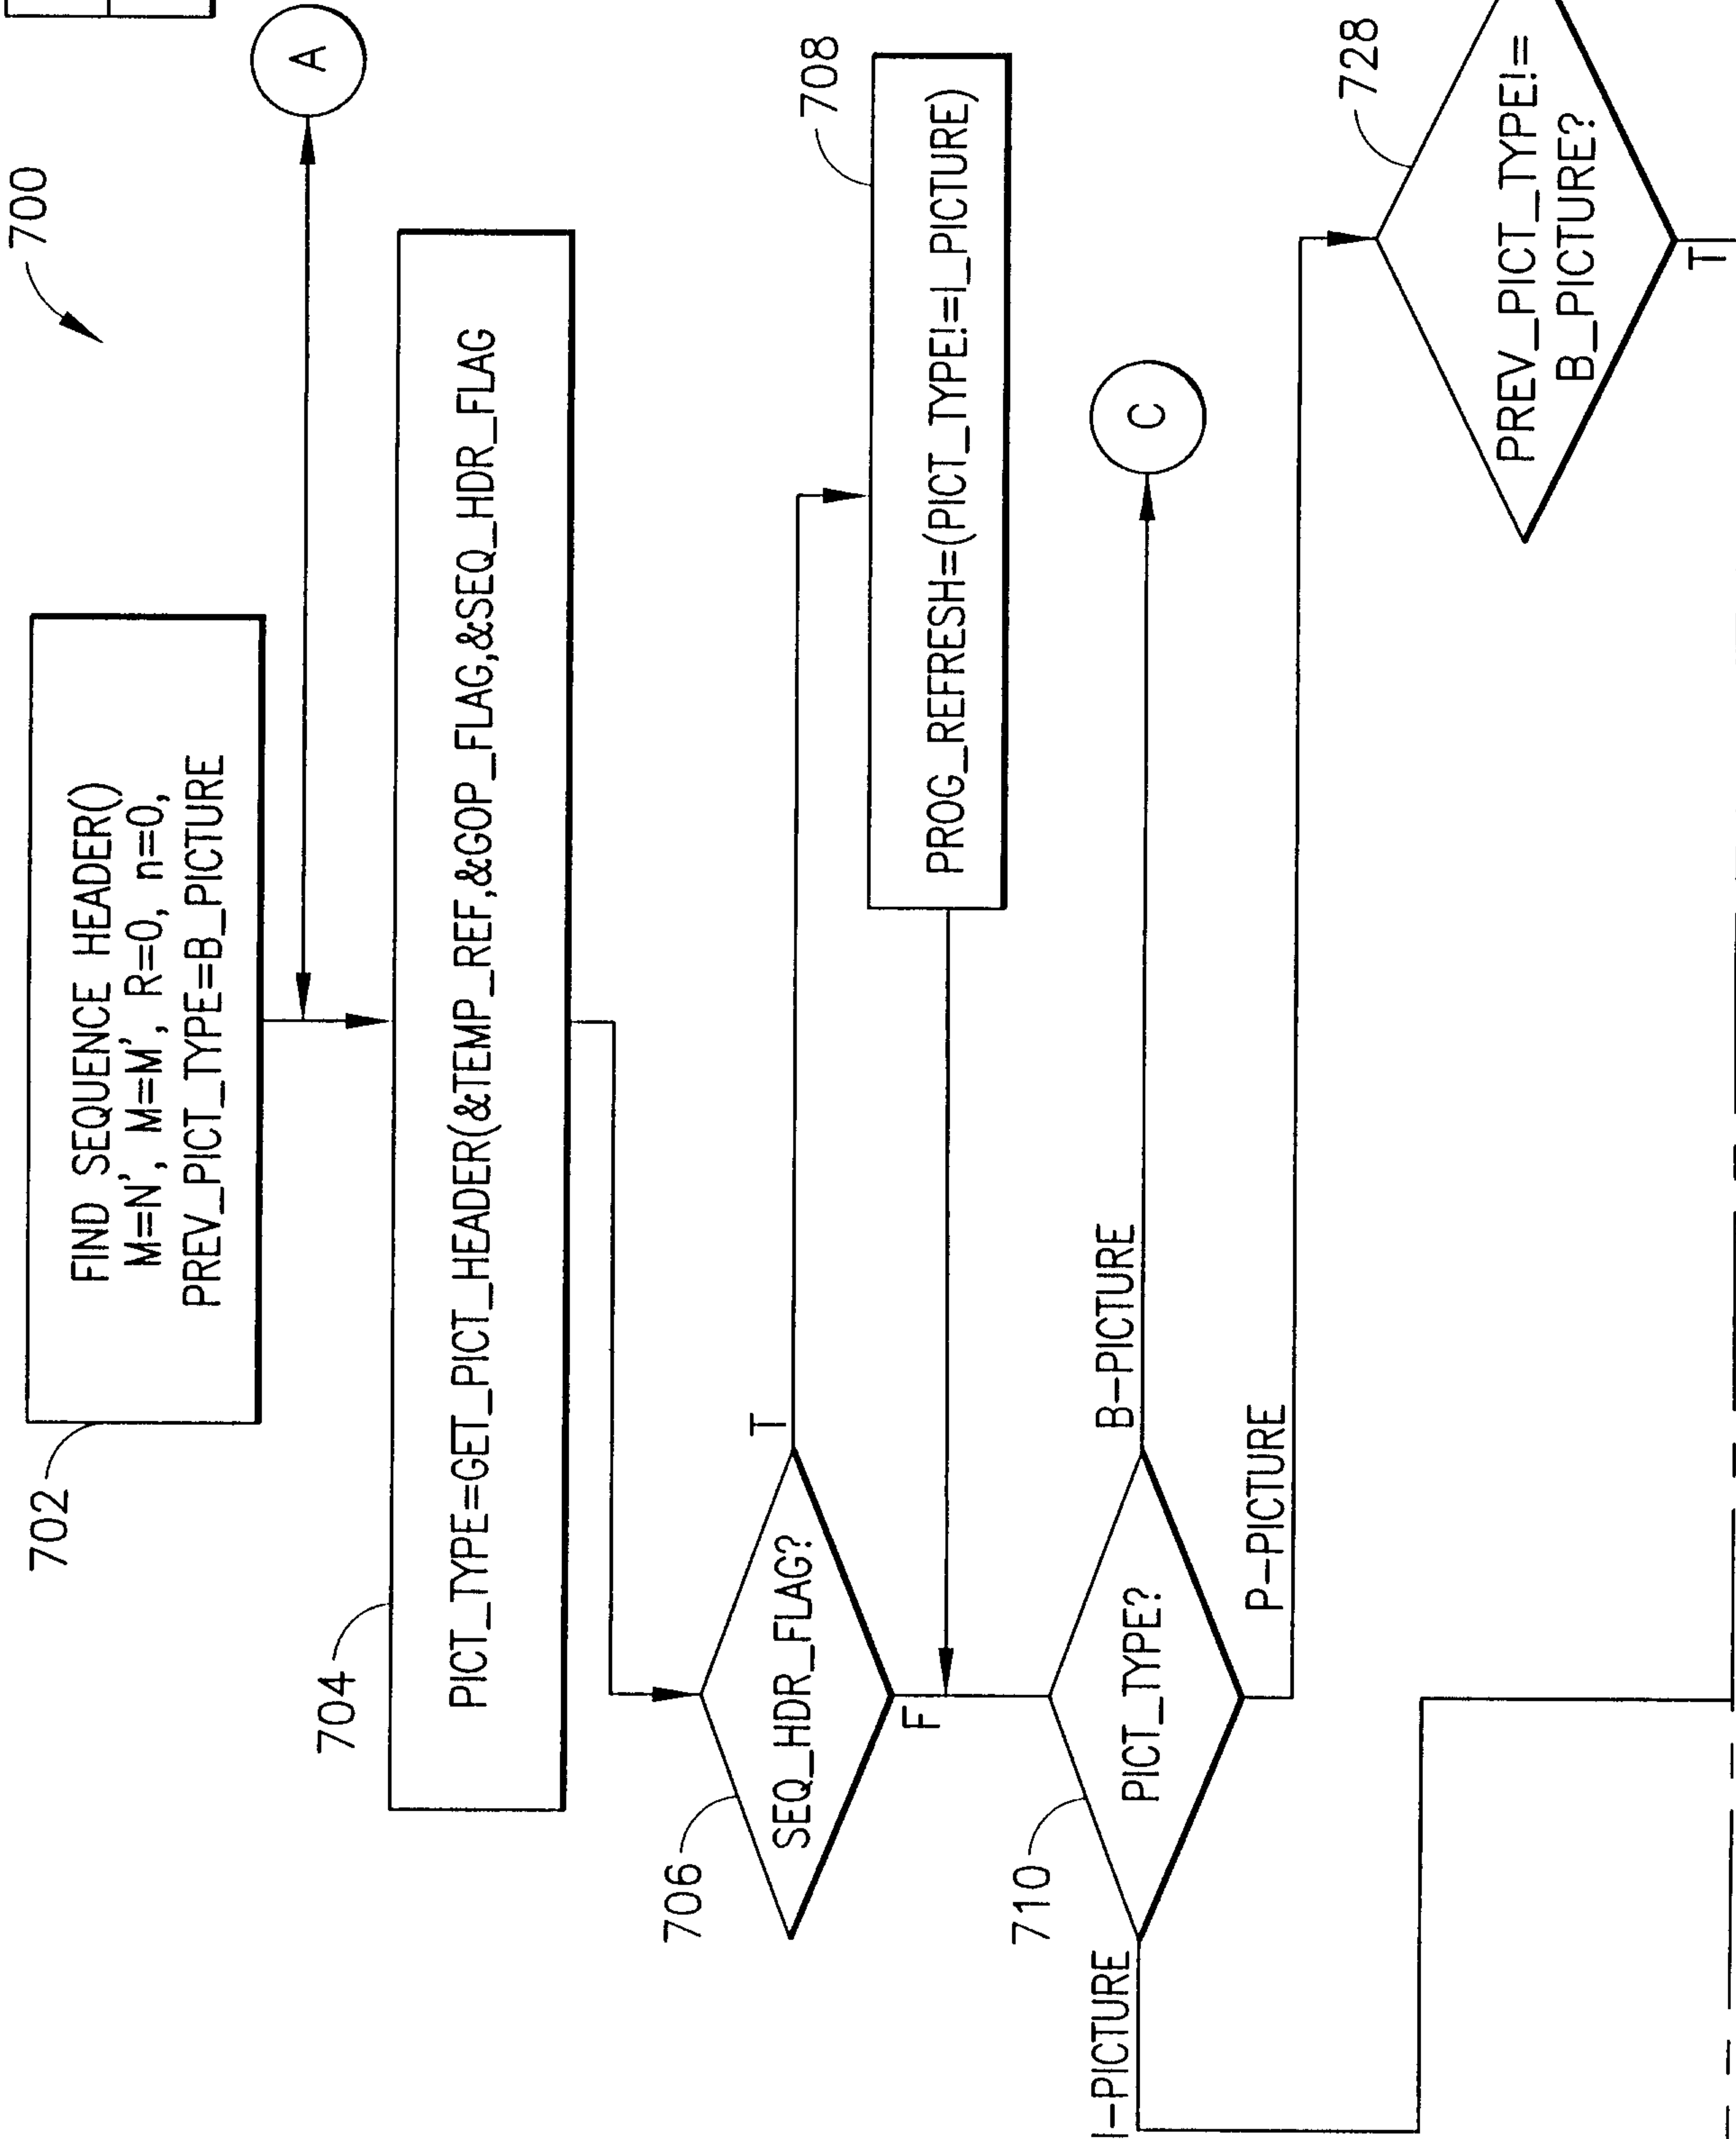 700
702
FIND SEQUENCE HEADER()
M=N', M=M', R=0, n=0,
PREV_PICT_TYPE=B_PICTURE
A
704
PICT_TYPE=GET_PICT_HEADER(&TEMP_REF,&GOP_FLAG,&SEQ_HDR_FLAG
706
SEQ_HDR_FLAG?
T
F
708
PROG_REFRESH=(PICT_TYPE!=I_PICTURE)
710
PICT_TYPE?
I-PICTURE
B-PICTURE
C
P-PICTURE
728
PREV_PICT_TYPE!=
B_PICTURE?
T